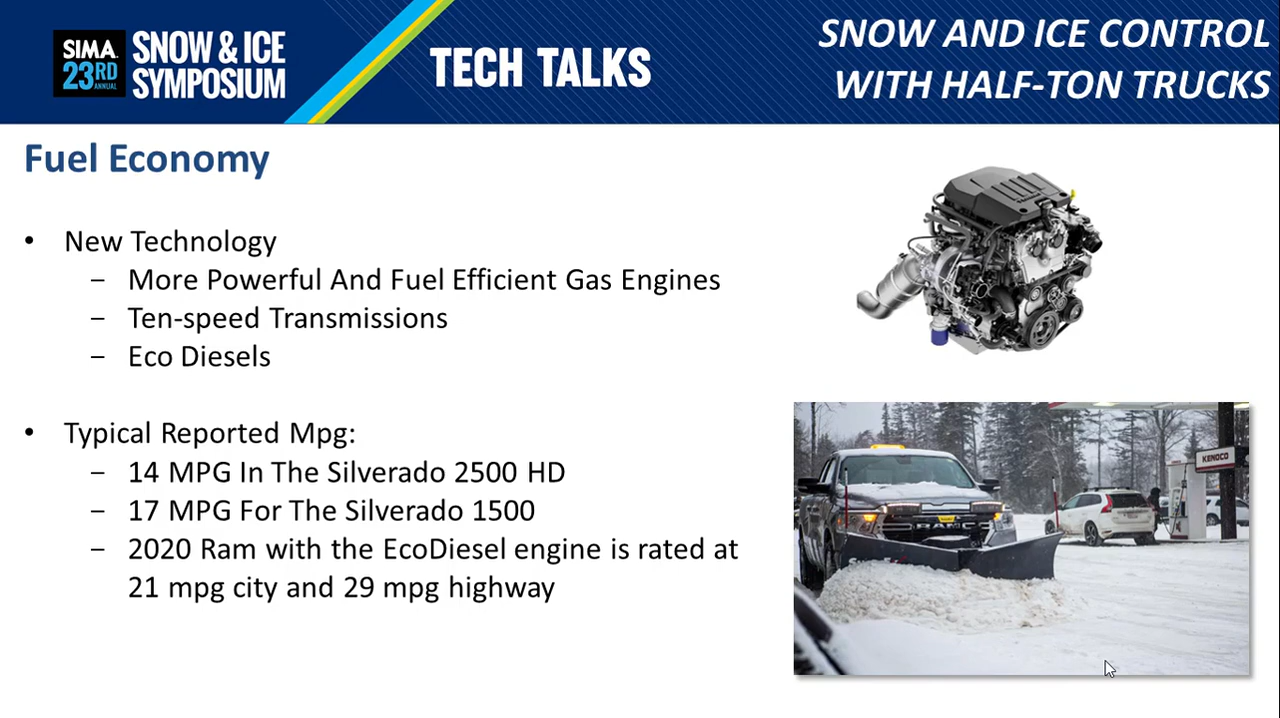 SIMA
23RD
ANNUAL
SNOW & ICE
SYMPOSIUM
TECH TALKS
SNOW AND ICE CONTROL
WITH HALF-TON TRUCKS
Fuel Economy
• New Technology
– More Powerful And Fuel Efficient Gas Engines
– Ten-speed Transmissions
– Eco Diesels
• Typical Reported Mpg:
– 14 MPG In The Silverado 2500 HD
– 17 MPG For The Silverado 1500
– 2020 Ram with the EcoDiesel engine is rated at
21 mpg city and 29 mpg highway
KENOCO